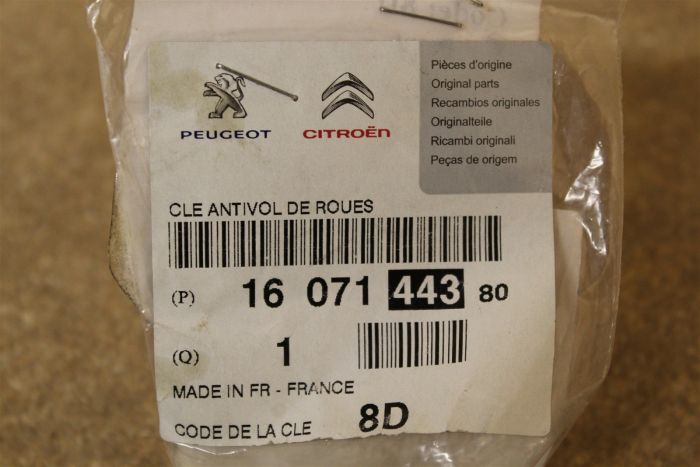 PEUGEOT
CITROËN
Pièces d'origine
Original parts
Recambios originales
Originalteile
Ricambi originali
Peças de origem
CLE ANTIVOL DE ROUES
(P) 16 071 443 80
(Q) 1
MADE IN FR - FRANCE
CODE DE LA CLE 8D